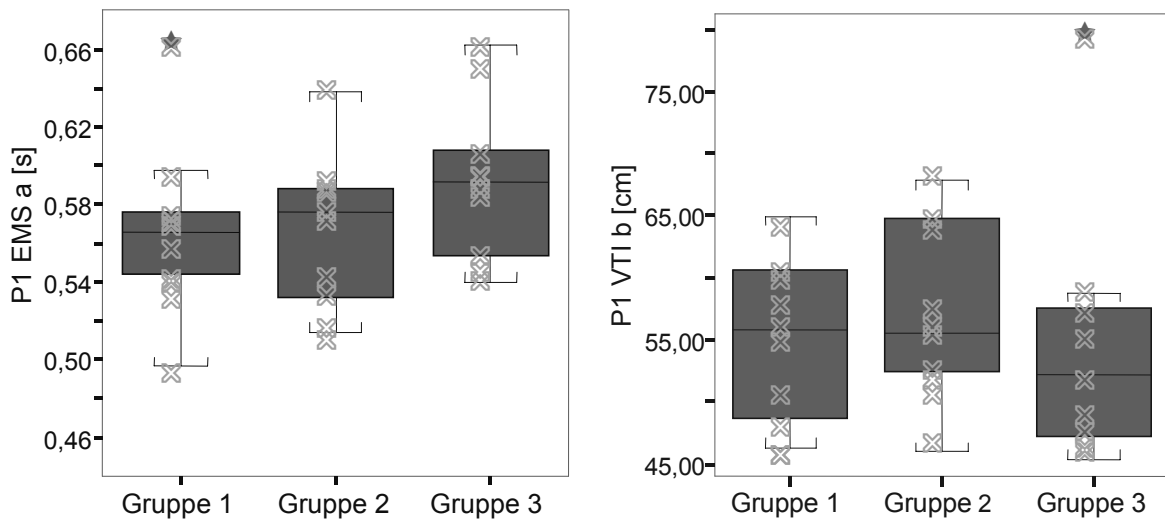 P1 EMS a [s]
0,66
0,62
0,58
0,54
0,50
0,46
Gruppe 1 Gruppe 2 Gruppe 3
P1 VTI b [cm]
75,00
65,00
55,00
45,00
Gruppe 1 Gruppe 2 Gruppe 3